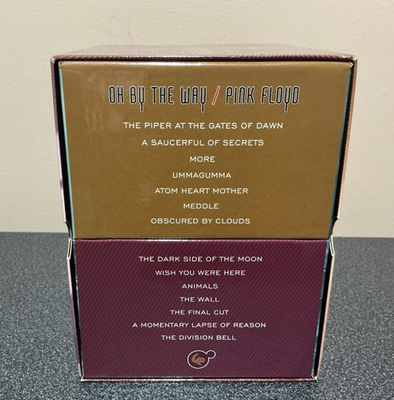 OH BY THE WAY / PINK FLOYD
THE PIPER AT THE GATES OF DAWN
A SAUCERFUL OF SECRETS
MORE
UMMAGUMMA
ATOM HEART MOTHER
MEDDLE
OBSCURED BY CLOUDS
THE DARK SIDE OF THE MOON
WISH YOU WERE HERE
ANIMALS
THE WALL
THE FINAL CUT
A MOMENTARY LAPSE OF REASON
THE DIVISION BELL